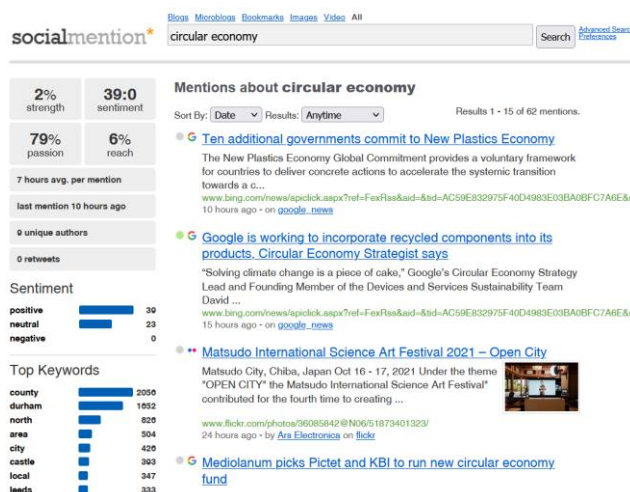 Blogs Microblogs Bookmarks Images Video All
socialmention*
circular economy
Search
Advanced Searc
Preferences
2%
strength
39:0
sentiment
79%
passion
6%
reach
7 hours avg. per mention
last mention 10 hours ago
9 unique authors
0 retweets
Sentiment
positive 39
neutral 23
negative 0
Top Keywords
county 2056
durham 1652
north 826
area 504
city 426
castle 393
local 347
leeds 333
Mentions about circular economy
Sort By: Date Results: Anytime
Results 1 - 15 of 62 mentions.
Ten additional governments commit to New Plastics Economy
The New Plastics Economy Global Commitment provides a voluntary framework
for countries to deliver concrete actions to accelerate the systemic transition
towards a c...
www.bing.com/news/apiclick.aspx?ref=FexRss&aid=&tid=AC59E832975F40D4983E03BA0BFC7A6E&
10 hours ago - on google_news
Google is working to incorporate recycled components into its
products, Circular Economy Strategist says
"Solving climate change is a piece of cake," Google's Circular Economy Strategy
Lead and Founding Member of the Devices and Services Sustainability Team
David ...
www.bing.com/news/apiclick.aspx?ref=FexRss&aid=&tid=AC59E832975F40D4983E03BA0BFC7A6E&
15 hours ago - on google_news
Matsudo International Science Art Festival 2021 – Open City
Matsudo City, Chiba, Japan Oct 16 - 17, 2021 Under the theme
"OPEN CITY" the Matsudo International Science Art Festival"
contributed for the fourth time to creating ...
www.flickr.com/photos/36085842@N06/51873401323/
24 hours ago - by Ars Electronica on flickr
Mediolanum picks Pictet and KBI to run new circular economy
fund